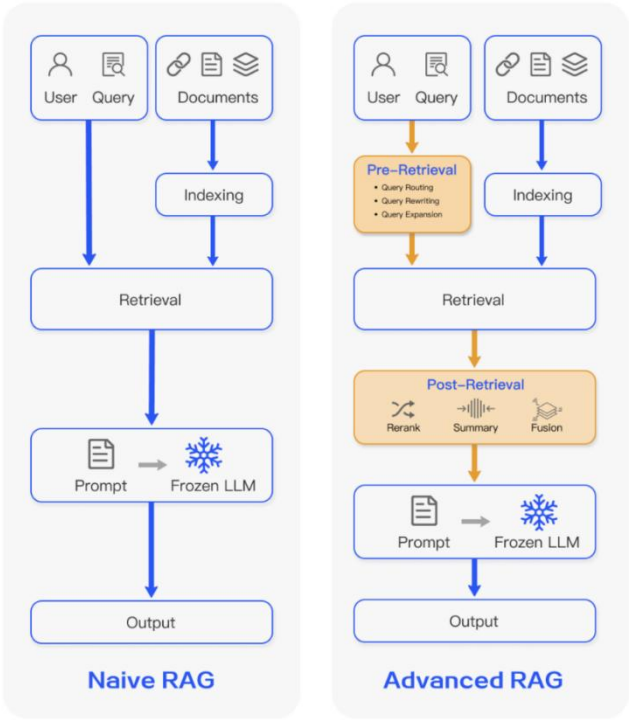 User Query
Documents
Indexing
Retrieval
Prompt
Frozen LLM
Output
Naive RAG
User Query
Documents
Pre-Retrieval
• Query Routing
• Query Rewriting
• Query Expansion
Indexing
Retrieval
Post-Retrieval
Rerank Summary Fusion
Prompt
Frozen LLM
Output
Advanced RAG